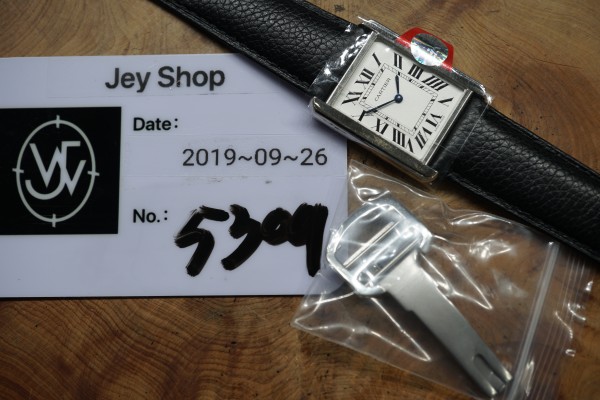 Jey Shop
Date:
2019~09~26
No.:
5309
CARTIER